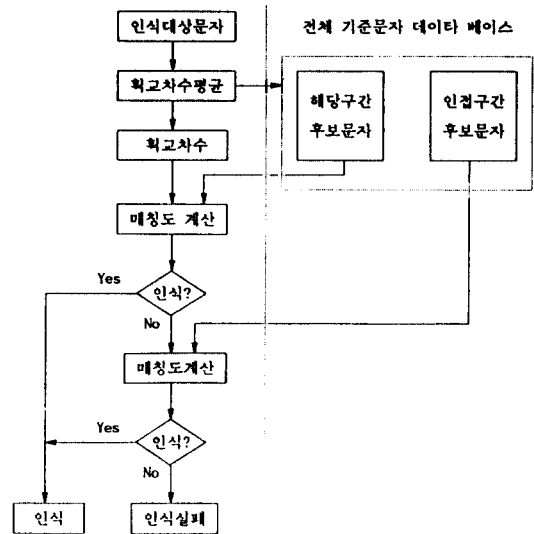 인식대상문자
전체 기준문자 데이타 베이스
획교차수평균
해당구간
후보문자
인접구간
후보문자
획교차수
매칭도 계산
Yes
인식?
No
매칭도계산
Yes
인식?
No
인식
인식실패